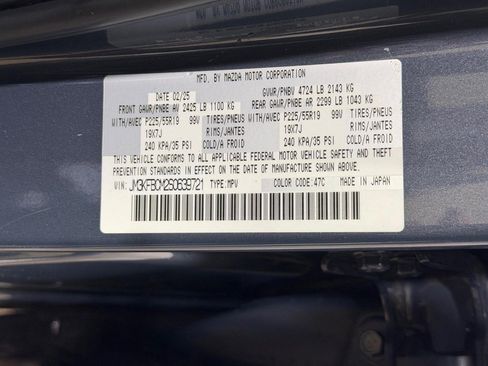 MFD. BY MAZDA MOTOR CORPORATION
DATE 02/25 GVWR/PNBV 4724 LB 2143 KG
FRONT GAWR/PNBE AV 2425 LB 1100 KG REAR GAWR/PNBE AR 2299 LB 1043 KG
WITH/AVEC P225/55R19 99V TIRES/PNEUS WITH/AVEC P225/55R19 99V TIRES/PNEUS
19X7J RIMS/JANTES 19X7J RIMS/JANTES
240 KPA/35 PSI COLD/A FROID 240 KPA/35 PSI COLD/A FROID
THIS VEHICLE CONFORMS TO ALL APPLICABLE FEDERAL MOTOR VEHICLE SAFETY AND THEFT
PREVENTION STANDARDS IN EFFECT ON THE DATE OF MANUFACTURE SHOWN ABOVE.
VIN: JM3KFBCM2S0639721 TYPE:MPV COLOR CODE:47C MADE IN JAPAN